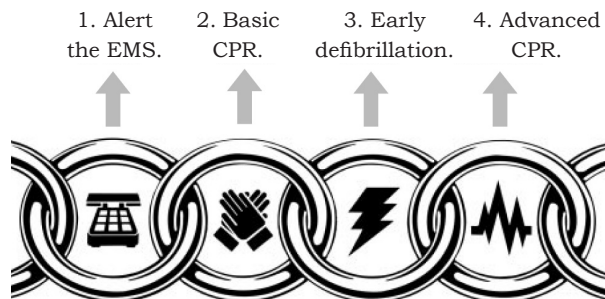 1. Alert
the EMS.
2. Basic
CPR.
3. Early
defibrillation.
4. Advanced
CPR.